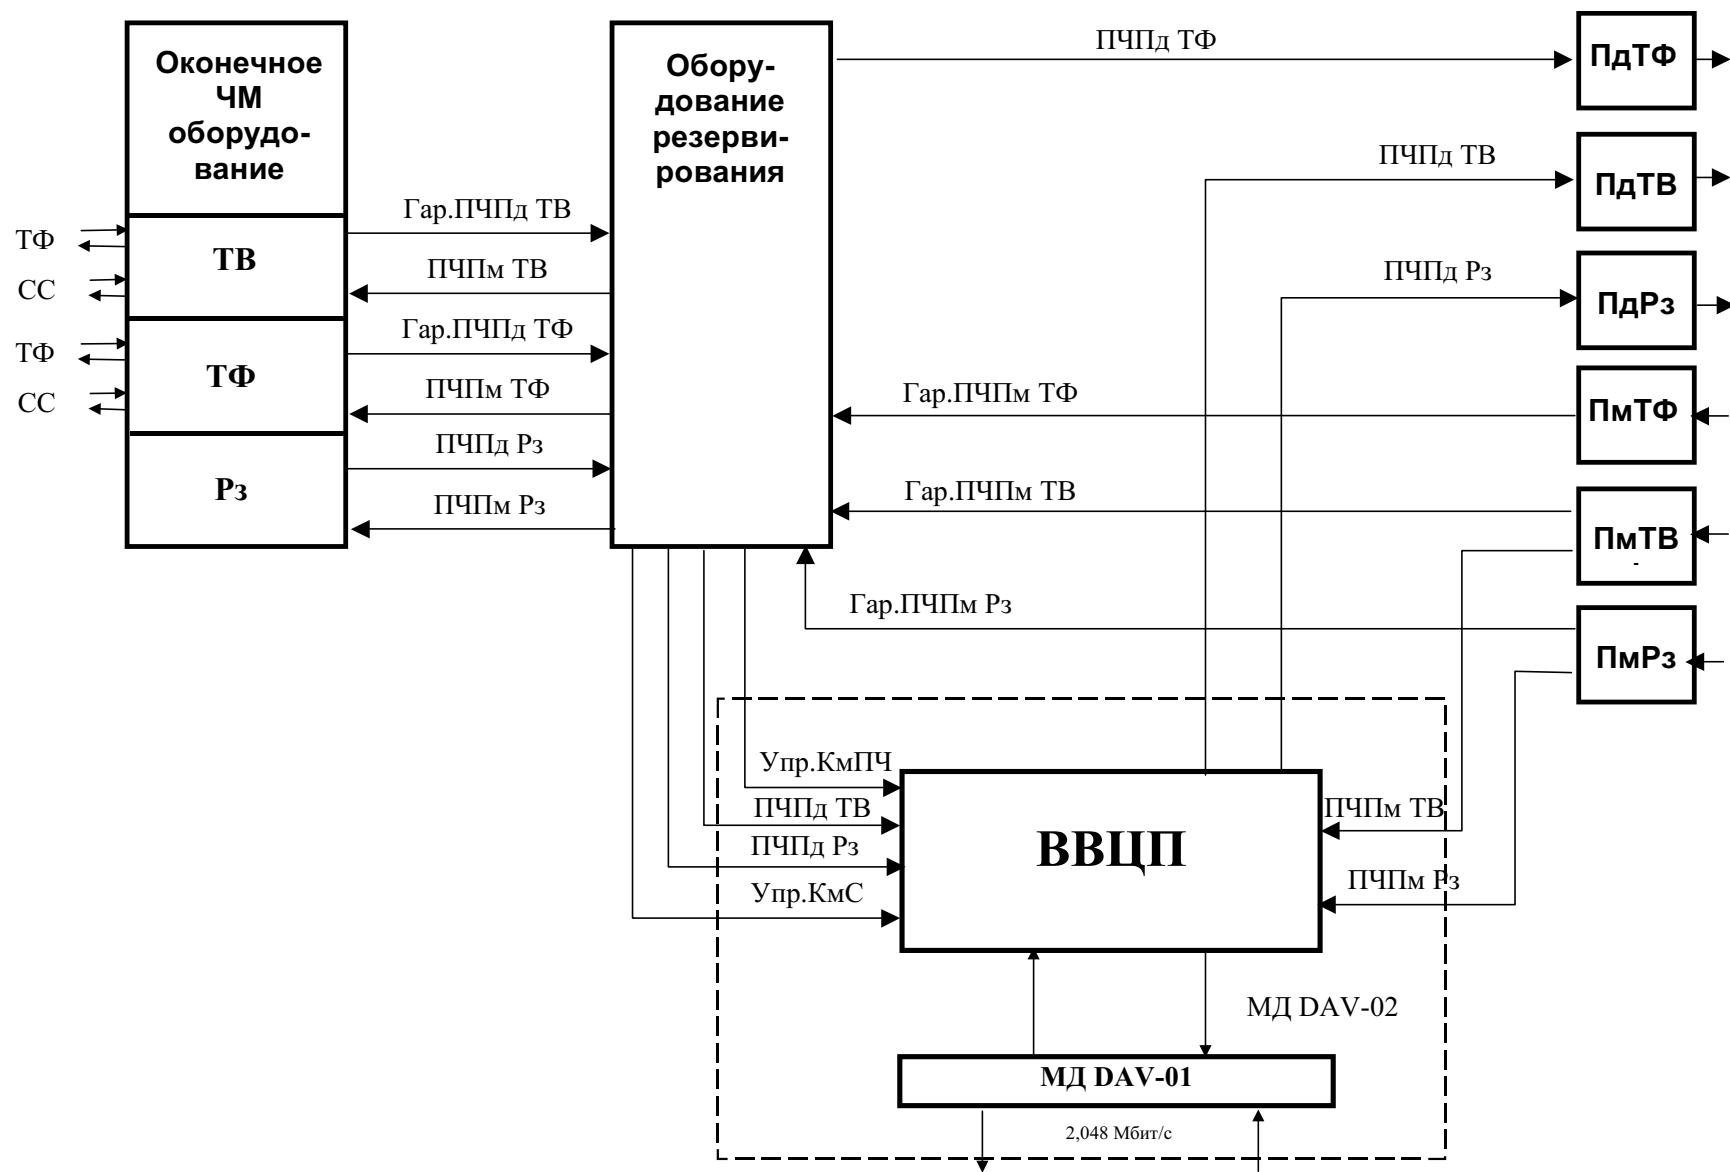 Оконечное
ЧМ
оборудо-
вание
ТВ
ТФ
Рз
ТФ
СС
ТФ
СС
Гар.ПЧПд ТВ
ПЧПм ТВ
Гар.ПЧПд ТФ
ПЧПм ТФ
ПЧПд Рз
ПЧПм Рз
Обору-
дование
резерви-
рования
ПЧПд ТФ
ПЧПд ТВ
ПЧПд Рз
Гар.ПЧПм ТФ
Гар.ПЧПм ТВ
Гар.ПЧПм Рз
ПдТФ
ПдТВ
ПдРз
ПмТФ
ПмТВ
ПмРз
Упр.КмПЧ
ПЧПд ТВ
ПЧПд Рз
Упр.КмС
ВВЦП
ПЧПм ТВ
ПЧПм Рз
МД DAV-02
МД DAV-01
2,048 Мбит/с